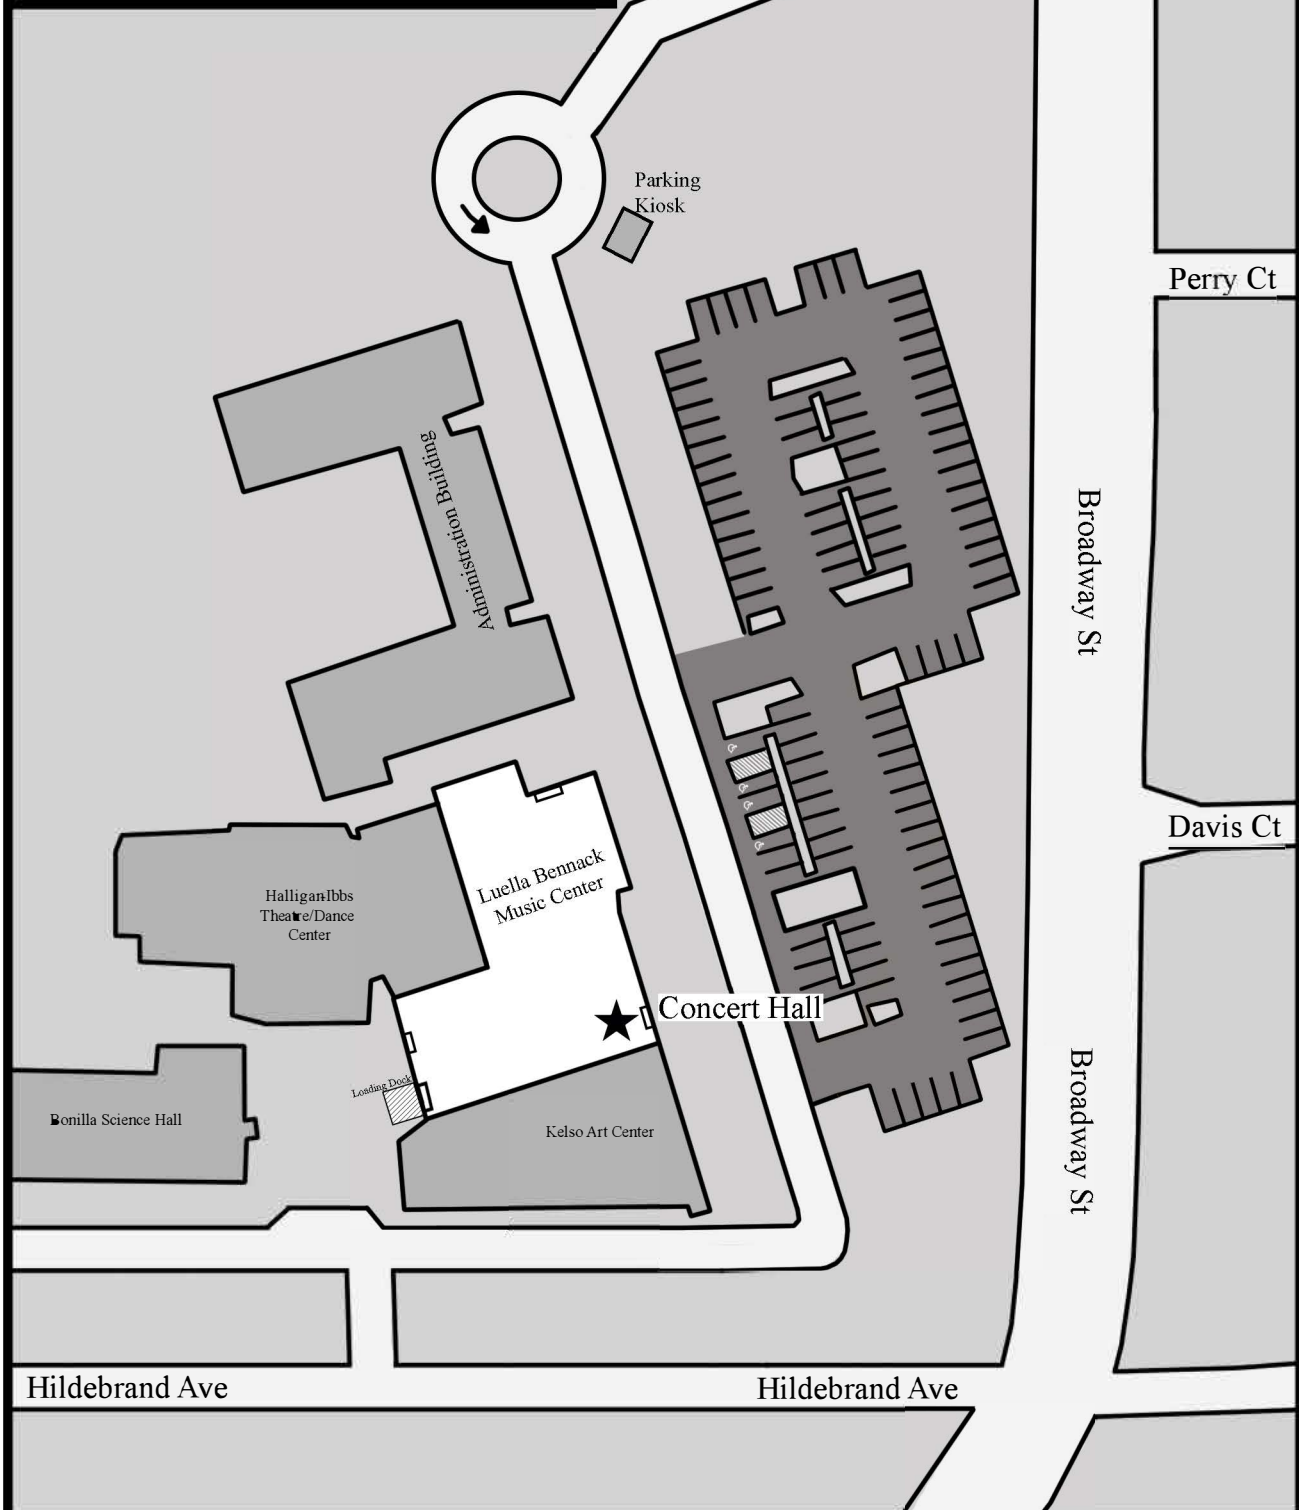 Parking
Kiosk
Perry Ct
Administration Building
Broadway St
Davis Ct
Luella Bennack
Music Center
Halligan-Ibbs
Theatre/Dance
Center
Concert Hall
Loading Dock
Bonilla Science Hall
Kelso Art Center
Broadway St
Hildebrand Ave
Hildebrand Ave